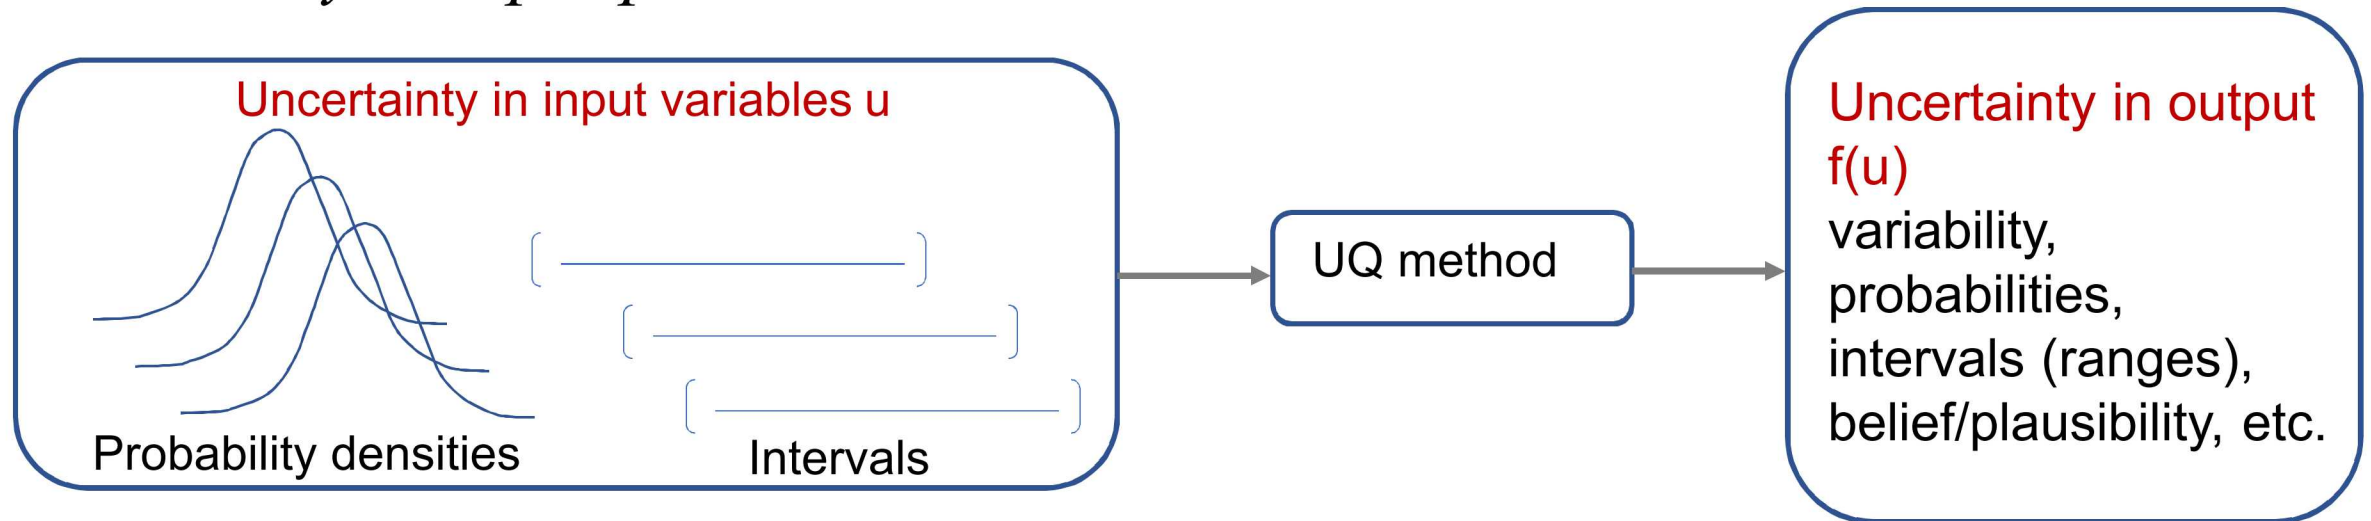 Uncertainty in input variables u
Probability densities
Intervals
UQ method
Uncertainty in output
f(u)
variability,
probabilities,
intervals (ranges),
belief/plausibility, etc.